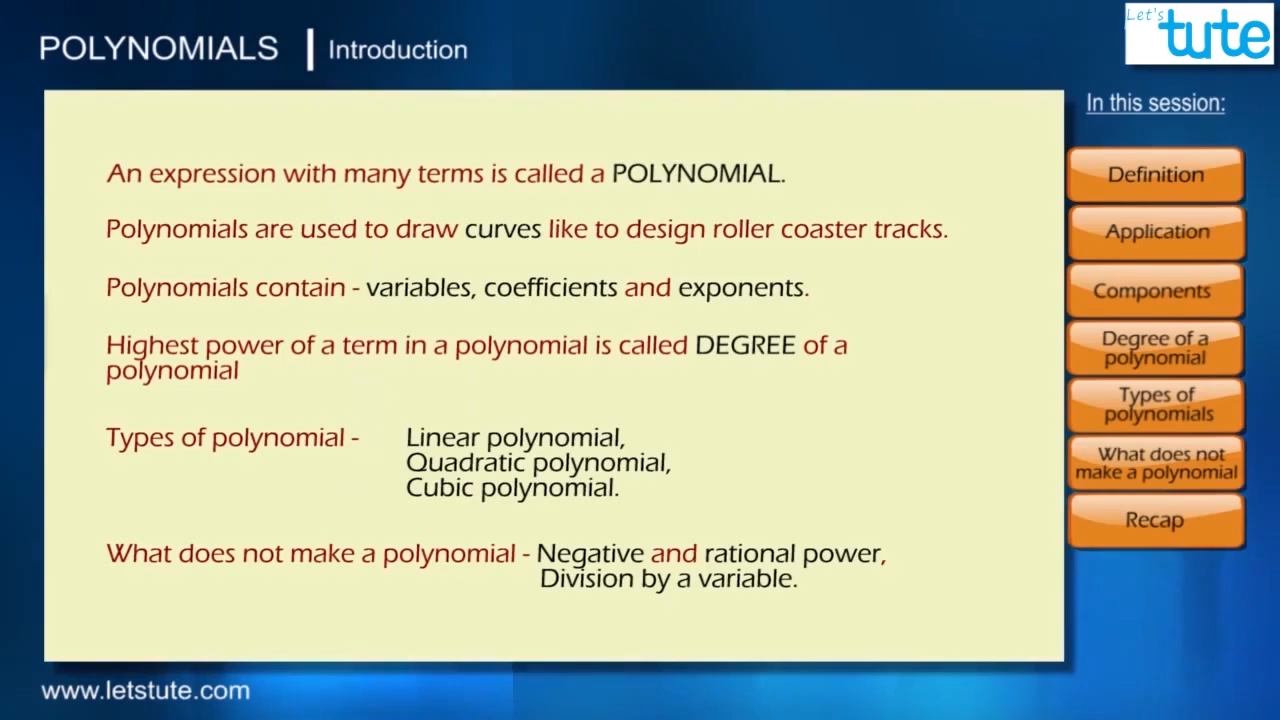 POLYNOMIALS | Introduction
Let's
tute
In this session:
An expression with many terms is called a POLYNOMIAL.
Polynomials are used to draw curves like to design roller coaster tracks.
Polynomials contain - variables, coefficients and exponents.
Highest power of a term in a polynomial is called DEGREE of a
polynomial
Types of polynomial - Linear polynomial,
Quadratic polynomial,
Cubic polynomial.
What does not make a polynomial - Negative and rational power,
Division by a variable.
Definition
Application
Components
Degree of a
polynomial
Types of
polynomials
What does not
make a polynomial
Recap
www.letstute.com